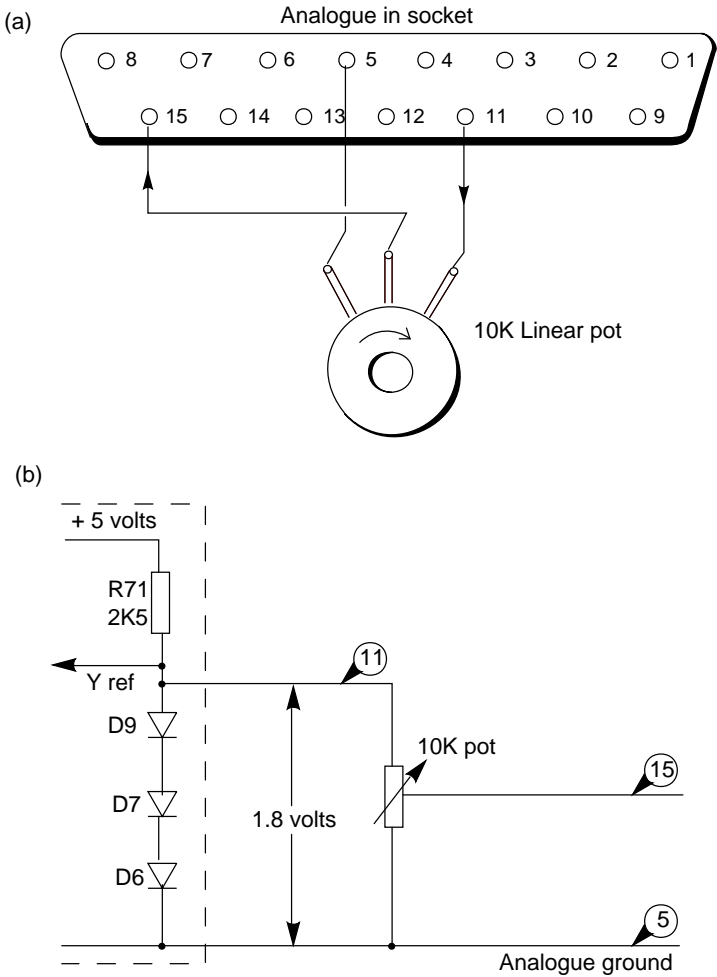 (a)
Analogue in socket
8 7 6 5 4 3 2 1
15 14 13 12 11 10 9
10K Linear pot
(b)
+ 5 volts
R71
2K5
11
Y ref
D9
10K pot
15
D7
1.8 volts
D6
5
Analogue ground